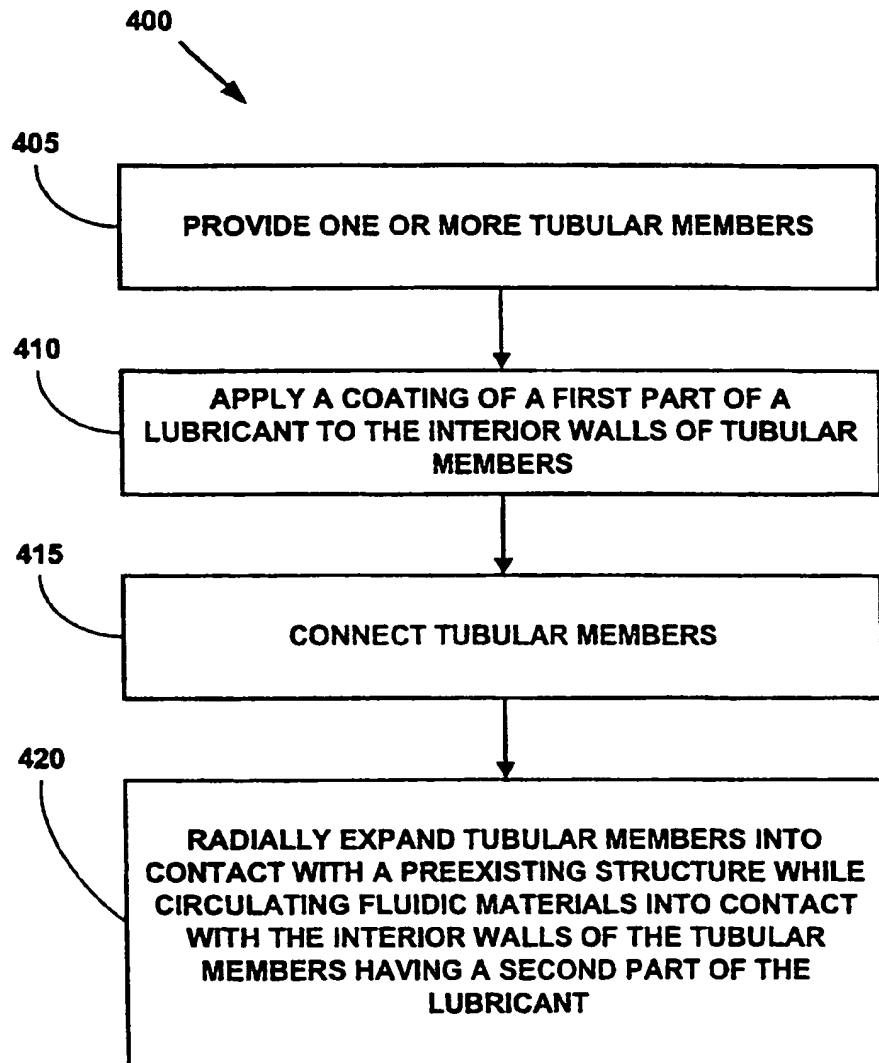 400
405
PROVIDE ONE OR MORE TUBULAR MEMBERS
410
APPLY A COATING OF A FIRST PART OF A
LUBRICANT TO THE INTERIOR WALLS OF TUBULAR
MEMBERS
415
CONNECT TUBULAR MEMBERS
420
RADIALLY EXPAND TUBULAR MEMBERS INTO
CONTACT WITH A PREEXISTING STRUCTURE WHILE
CIRCULATING FLUIDIC MATERIALS INTO CONTACT
WITH THE INTERIOR WALLS OF THE TUBULAR
MEMBERS HAVING A SECOND PART OF THE
LUBRICANT